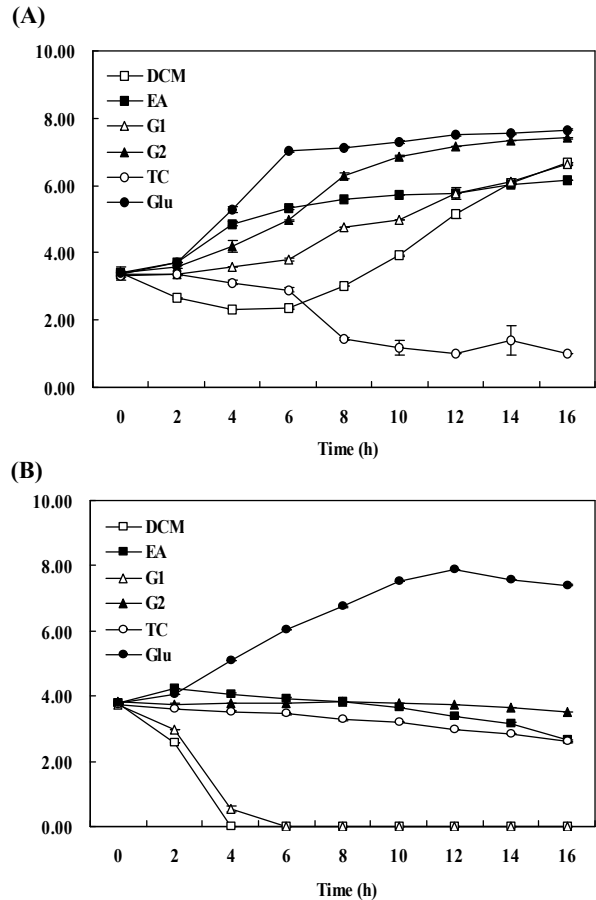 (A)
10.00
8.00
6.00
4.00
2.00
0.00
DCM
EA
G1
G2
TC
Glu
0 2 4 6 8 10 12 14 16
Time (h)
(B)
10.00
8.00
6.00
4.00
2.00
0.00
DCM
EA
G1
G2
TC
Glu
0 2 4 6 8 10 12 14 16
Time (h)